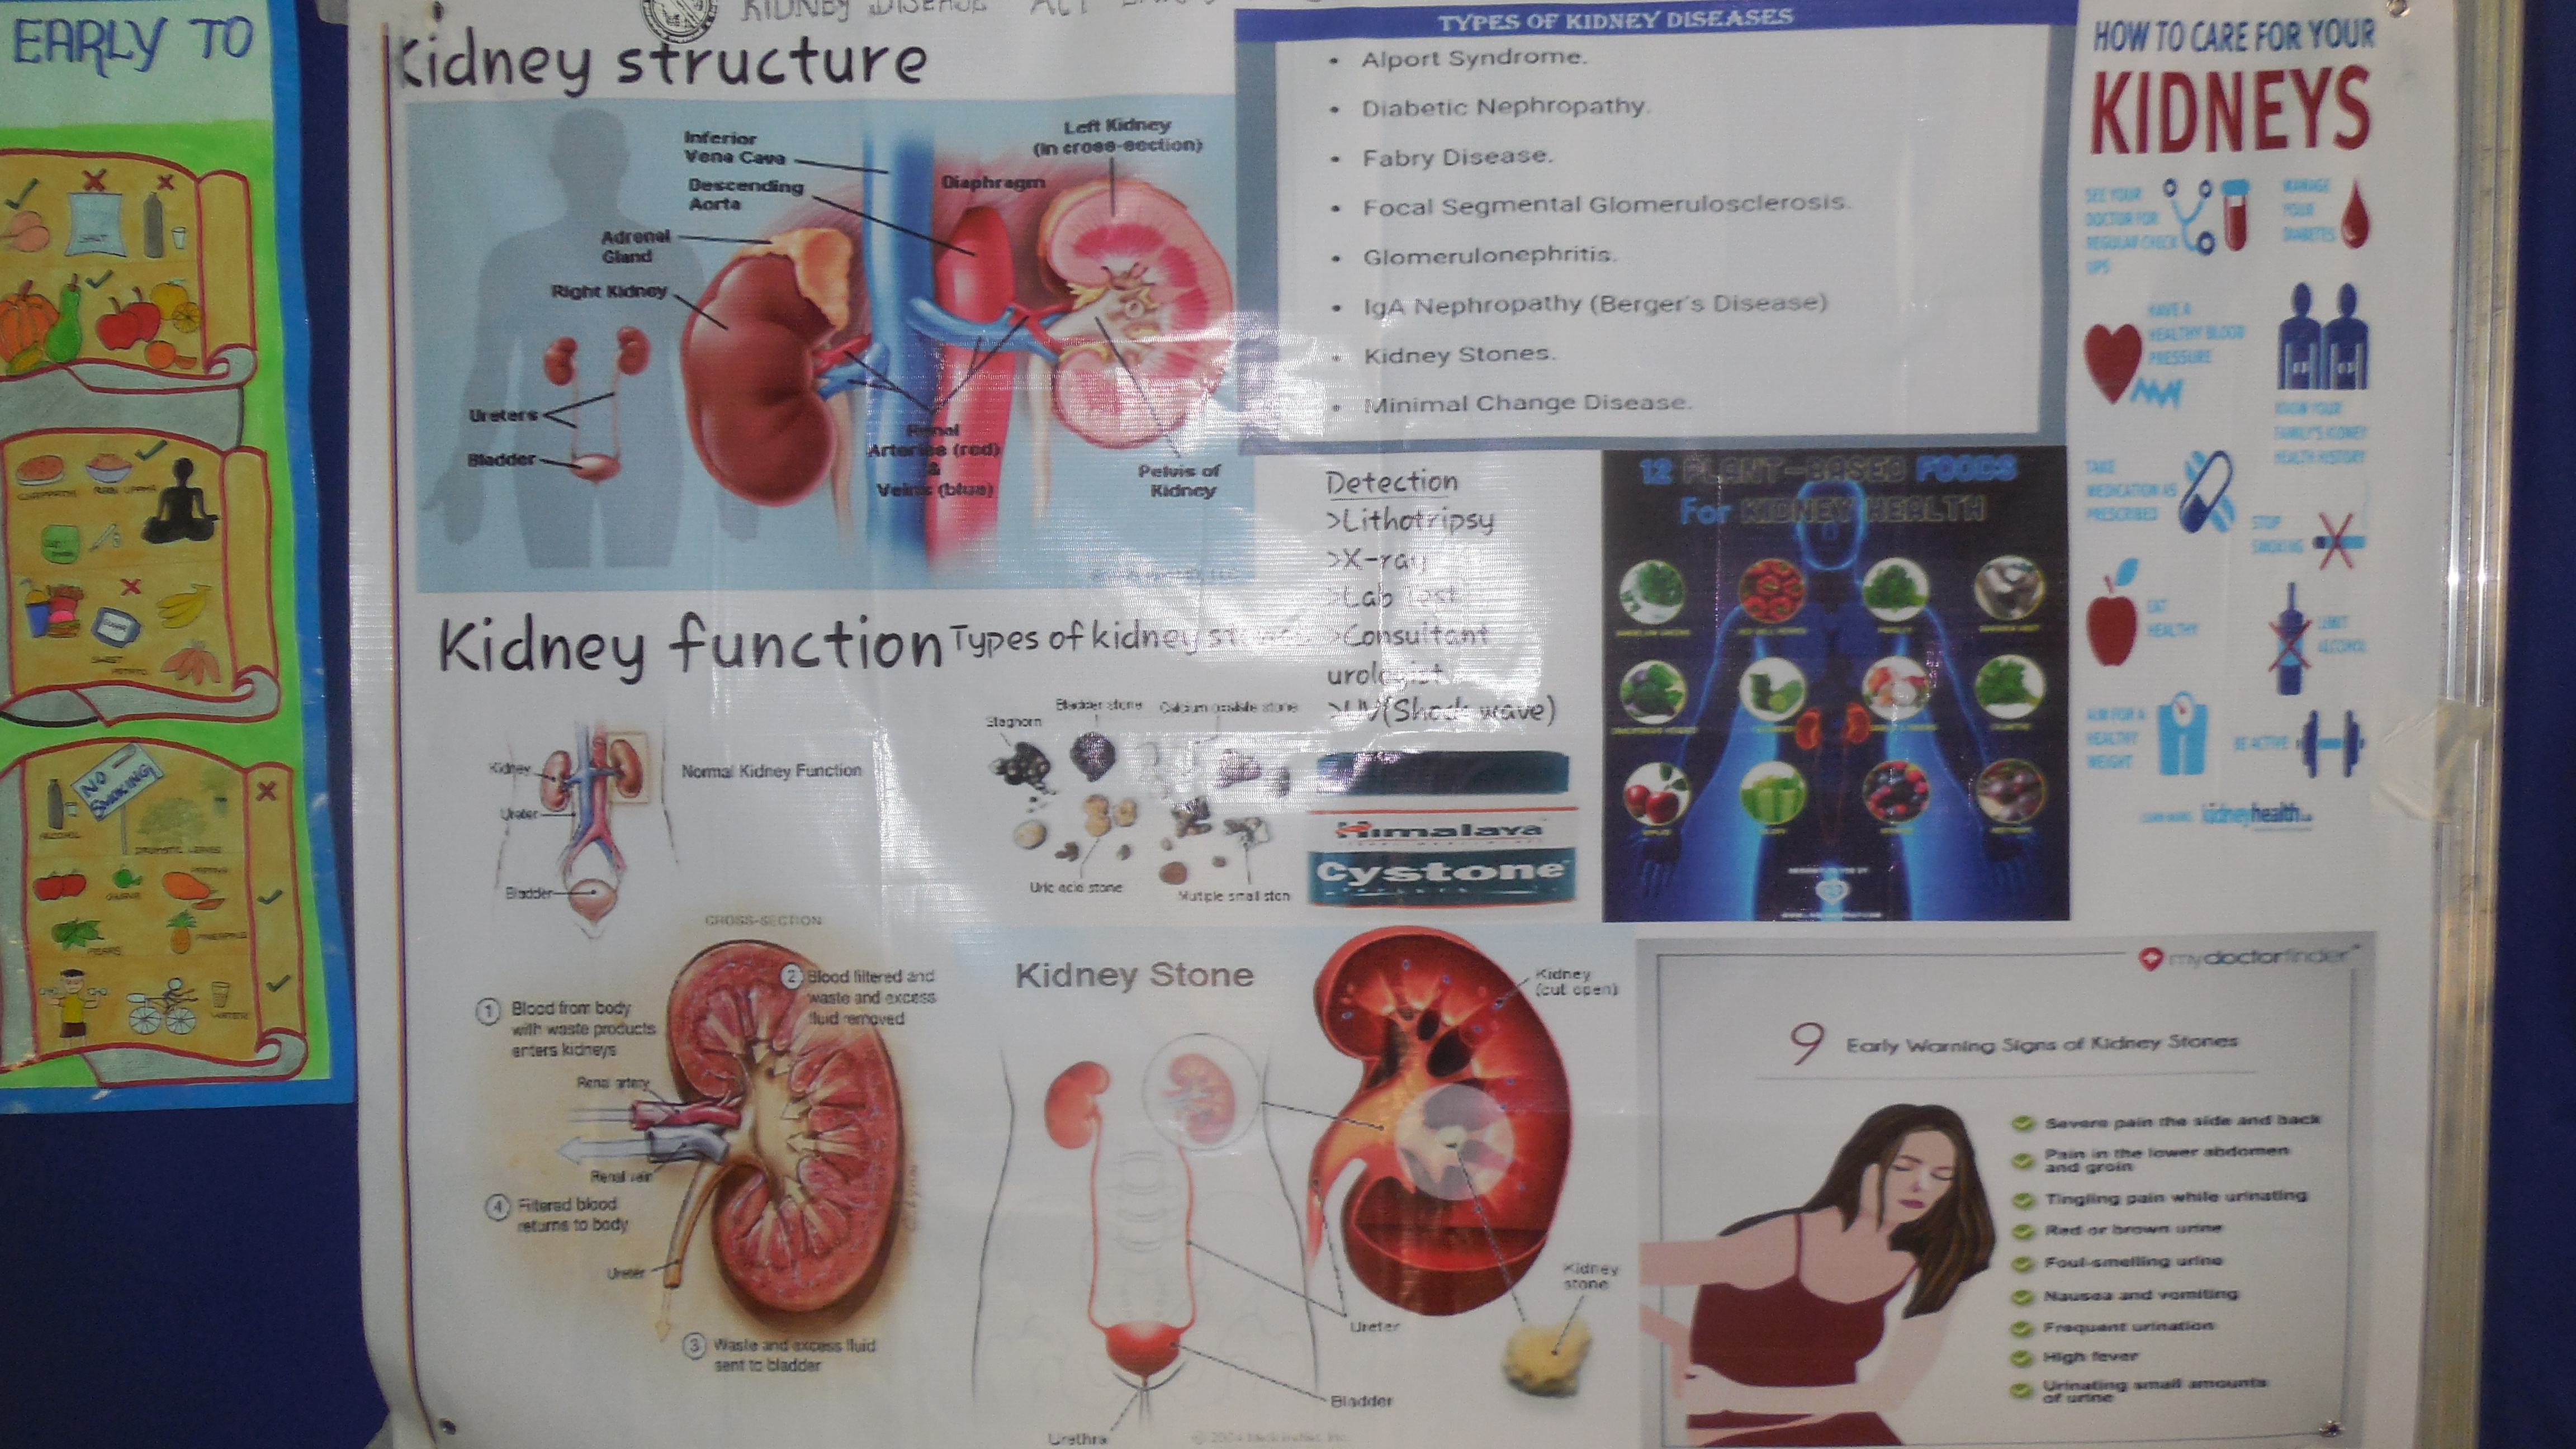 EARLY TO
SALT
NO SMOKING
ALCOHOL
KIDNEY DISEASE
Kidney structure
Inferior
Vena Cava
Descending
Aorta
Adrenal
Gland
Right Kidney
Diaphragm
Left Kidney
(in cross-section)
Ureters
Bladder
Renal
Arteries (red)
&
Veins (blue)
Pelvis of
Kidney
TYPES OF KIDNEY DISEASES
• Alport Syndrome.
• Diabetic Nephropathy.
• Fabry Disease.
• Focal Segmental Glomerulosclerosis.
• Glomerulonephritis.
• IgA Nephropathy (Berger's Disease)
• Kidney Stones.
• Minimal Change Disease.
Detection
>Lithotripsy
>X-ray
>Lab Test
>Consultant
urologist
>UV(Shock wave)
Himalaya
Cystone
12 PLANT-BASED FOODS
For KIDNEY HEALTH
HOW TO CARE FOR YOUR
KIDNEYS
SEE YOUR
DOCTOR FOR
REGULAR CHECK
UPS
MANAGE
YOUR
DIABETES
HAVE A
HEALTHY BLOOD
PRESSURE
KNOW YOUR
FAMILY'S KIDNEY
HEALTH HISTORY
TAKE
MEDICATION AS
PRESCRIBED
STOP
SMOKING
EAT
HEALTHY
LIMIT
ALCOHOL
AIM FOR A
HEALTHY
WEIGHT
BE ACTIVE
kidneyhealth
Kidney function
Types of kidney
Kidney
Ureter
Bladder
Normal Kidney Function
Staghorn
Bladder stone
Calcium oxalate stone
Uric acid stone
Mutiple small ston
CROSS-SECTION
1 Blood from body
with waste products
enters kidneys
2 Blood filtered and
waste and excess
fluid removed
Renal artery
Renal vein
4 Filtered blood
returns to body
Ureter
3 Waste and excess fluid
sent to bladder
Kidney Stone
Kidney
(cut open)
Kidney
stone
Ureter
Bladder
Urethra
mydoctorfinder
9 Early Warning Signs of Kidney Stones
Severe pain the side and back
Pain in the lower abdomen
and groin
Tingling pain while urinating
Red or brown urine
Foul-smelling urine
Nausea and vomiting
Frequent urination
High fever
Urinating small amounts
of urine